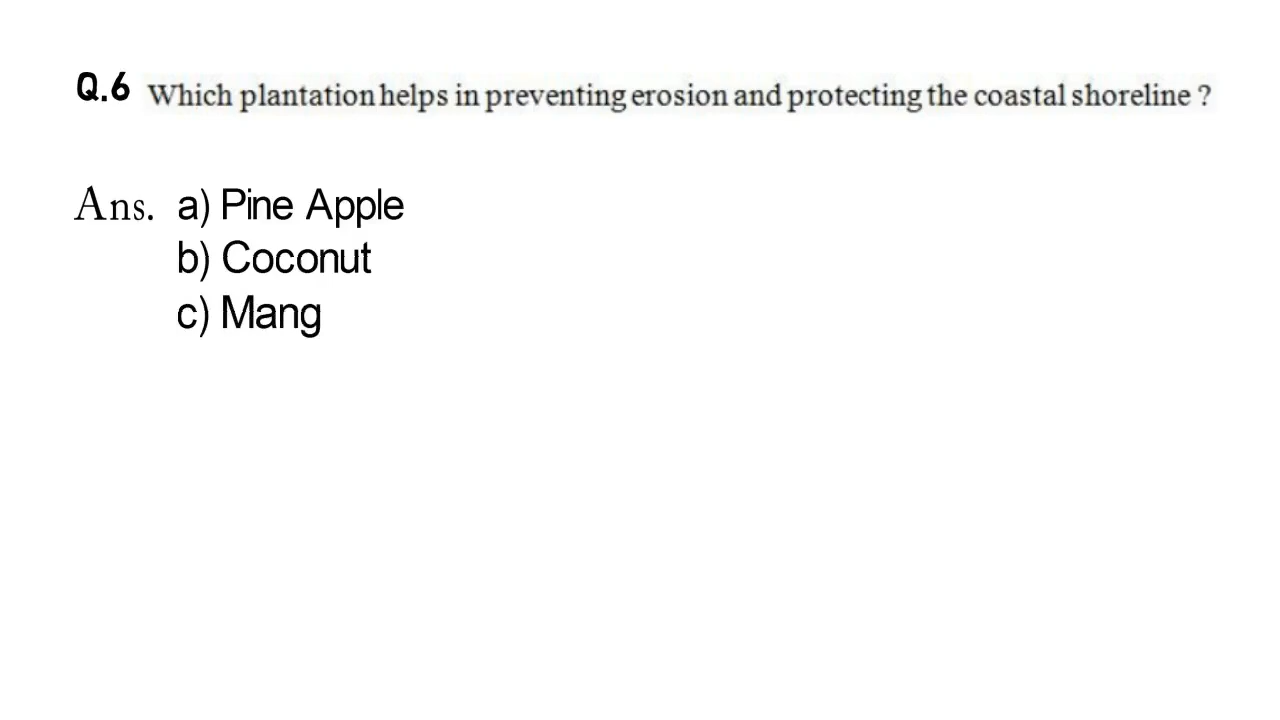 Q.6 Which plantation helps in preventing erosion and protecting the coastal shoreline ?
Ans. a) Pine Apple
b) Coconut
c) Mang